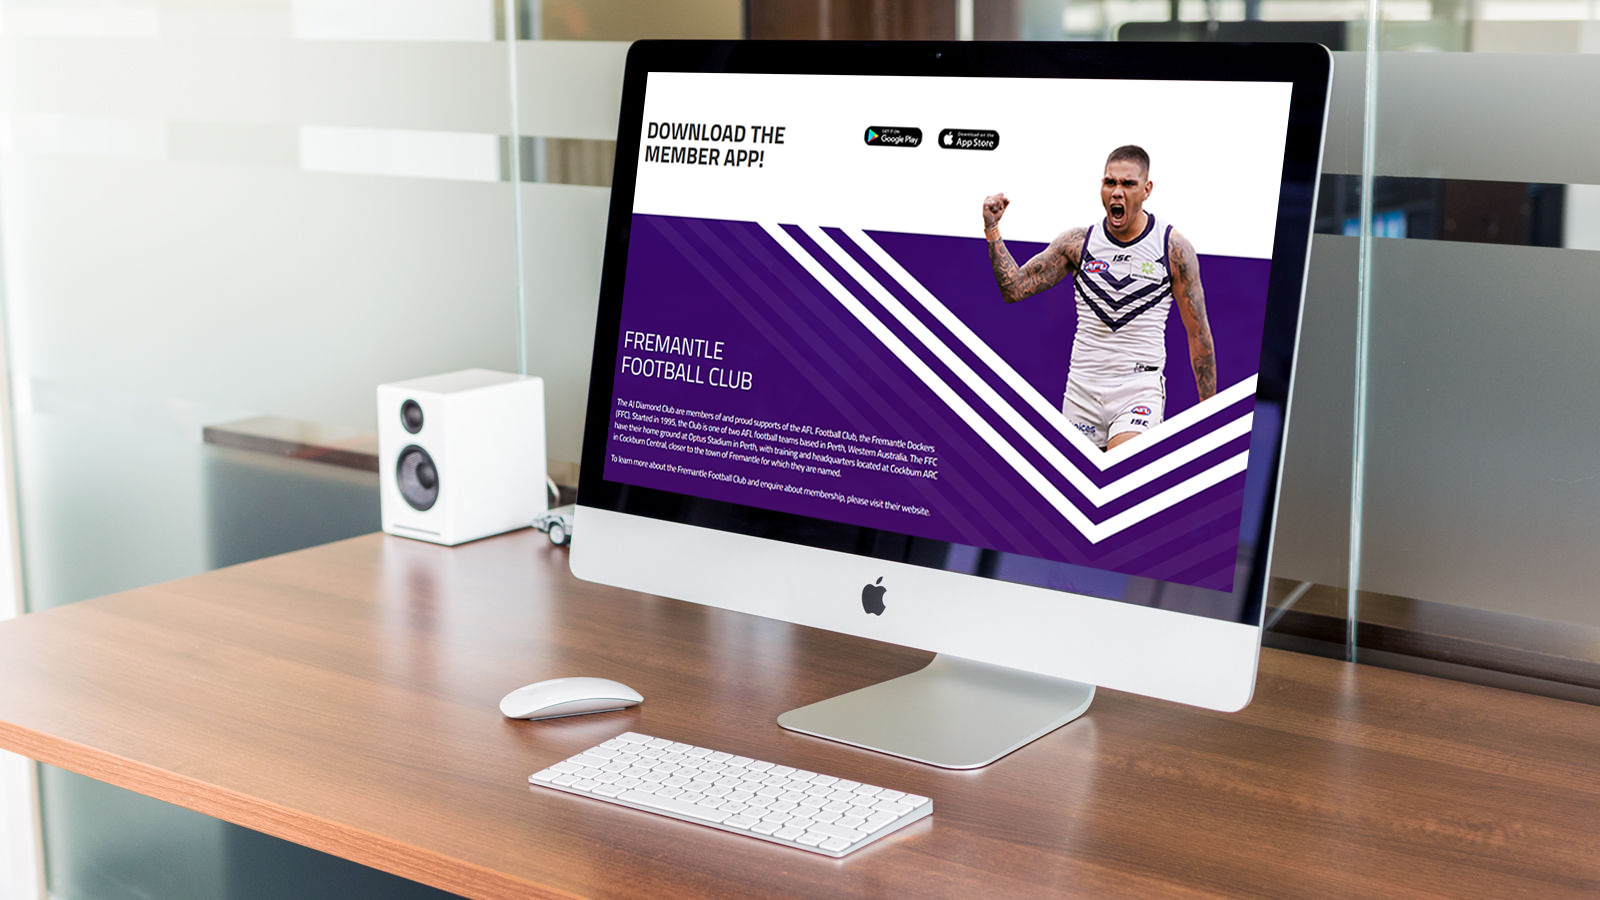 DOWNLOAD THE
MEMBER APP!
GET IT ON
Google Play
Download on the
App Store
ISC
AFL
FREMANTLE
FOOTBALL CLUB
AFL
ISC
The AJ Diamond Club are members of and proud supports of the AFL Football Club, the Fremantle Dockers
(FFC). Started in 1995, the Club is one of two AFL football teams based in Perth, Western Australia. The FFC
have their home ground at Optus Stadium in Perth, with training and headquarters located at Cockburn ARC
in Cockburn Central, closer to the town of Fremantle for which they are named.
To learn more about the Fremantle Football Club and enquire about membership, please visit their website.